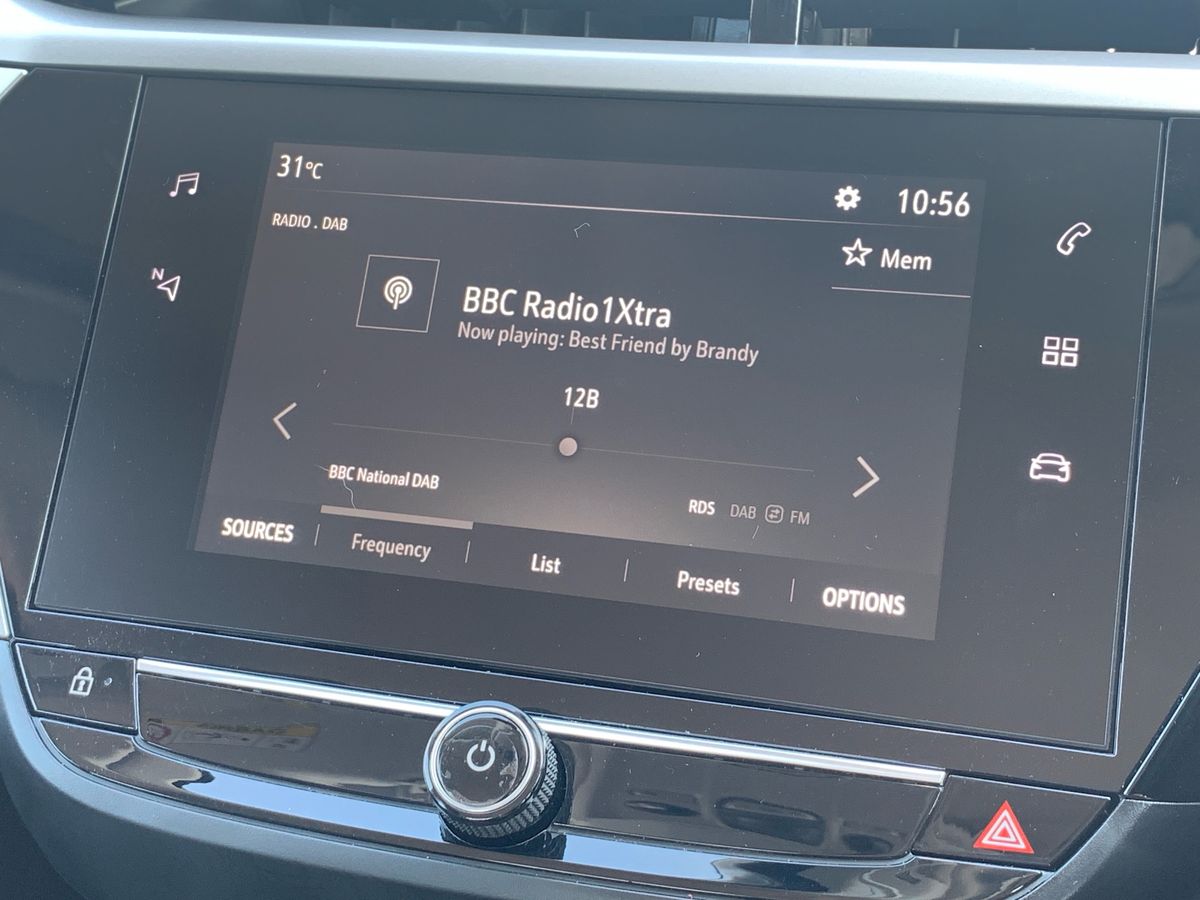 31°C
10:56
RADIO . DAB
Mem
N
BBC Radio1Xtra
Now playing: Best Friend by Brandy
12B
BBC National DAB
RDS DAB FM
SOURCES Frequency List Presets OPTIONS